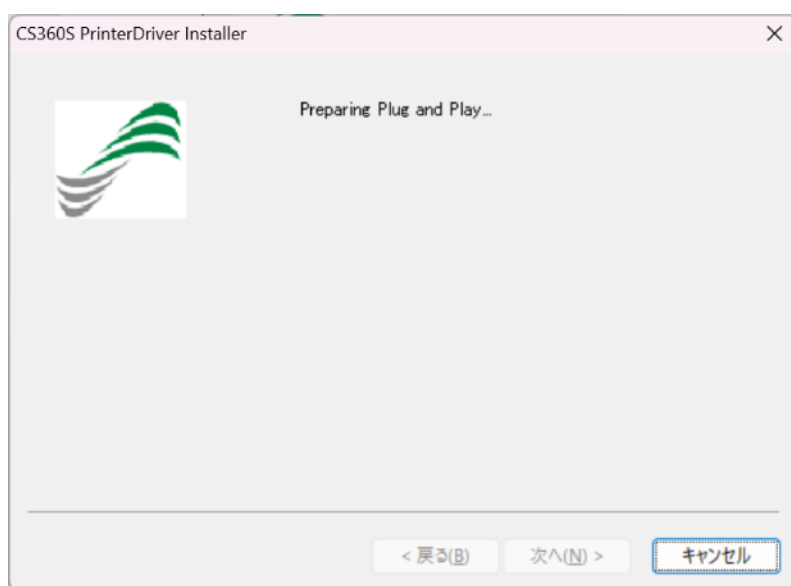 CS360S PrinterDriver Installer
Preparing Plug and Play...
< 戻る(B)
次へ(N) >
キャンセル